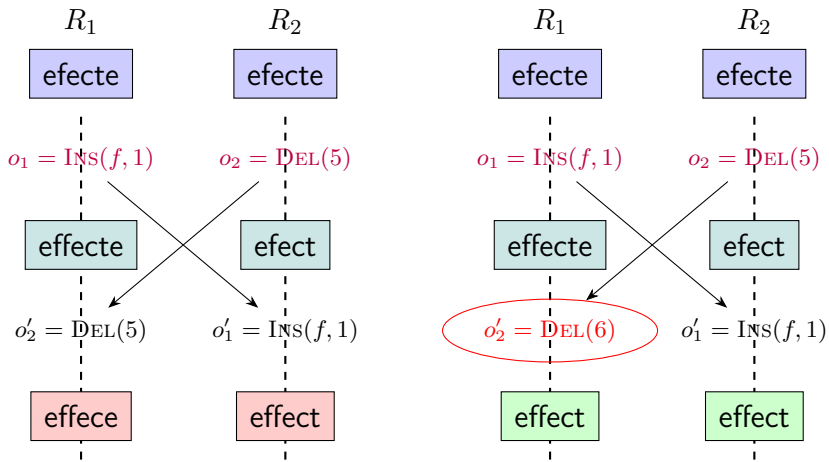 R₁ R₂ R₁ R₂
efecte efecte efecte efecte
o₁ = INS(f, 1) o₂ = DEL(5) o₁ = INS(f, 1) o₂ = DEL(5)
effecte efect effecte efect
o′₂ = DEL(5) o′₁ = INS(f, 1) o′₂ = DEL(6) o′₁ = INS(f, 1)
effece effect effect effect